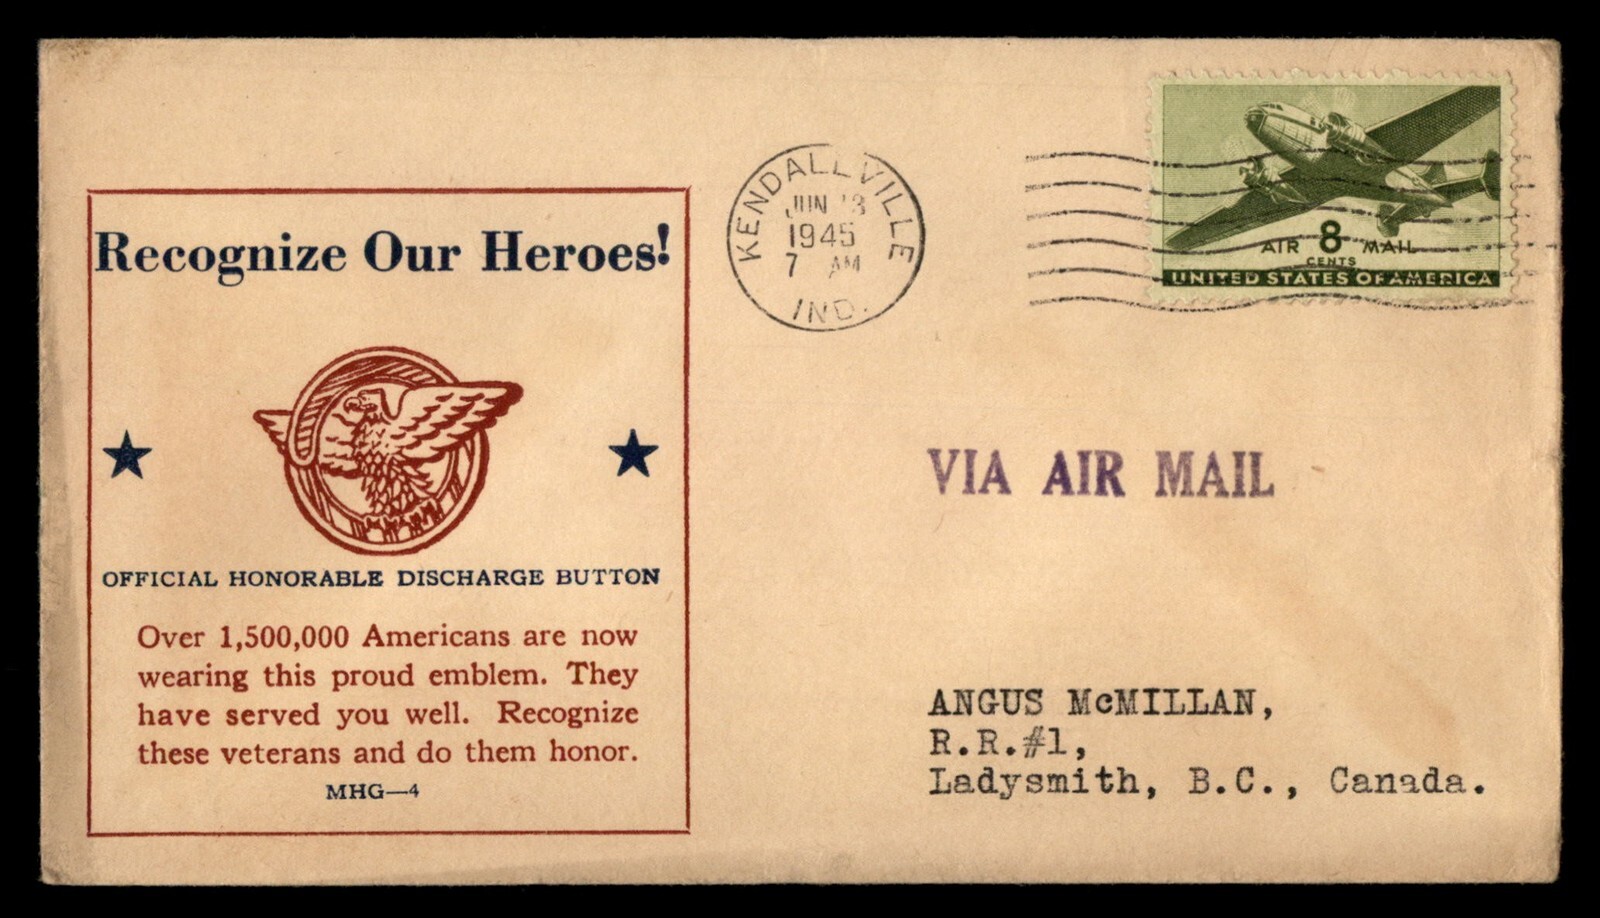 Recognize Our Heroes!
OFFICIAL HONORABLE DISCHARGE BUTTON
Over 1,500,000 Americans are now
wearing this proud emblem. They
have served you well. Recognize
these veterans and do them honor.
MHG—4
KENDALLVILLE
JUN 13
1945
7 AM
IND.
AIR 8 MAIL
CENTS
UNITED STATES OF AMERICA
VIA AIR MAIL
ANGUS McMILLAN,
R.R.#1,
Ladysmith, B.C., Canada.